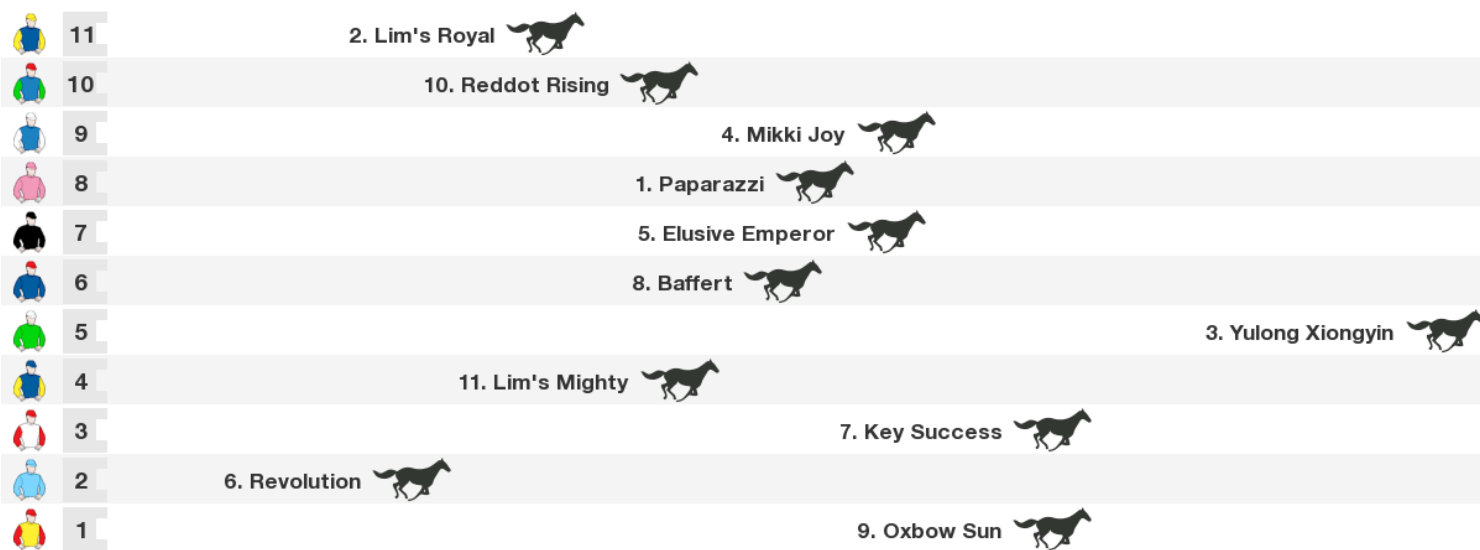 11 2. Lim's Royal
10 10. Reddot Rising
9 4. Mikki Joy
8 1. Paparazzi
7 5. Elusive Emperor
6 8. Baffert
5 3. Yulong Xiongyin
4 11. Lim's Mighty
3 7. Key Success
2 6. Revolution
1 9. Oxbow Sun